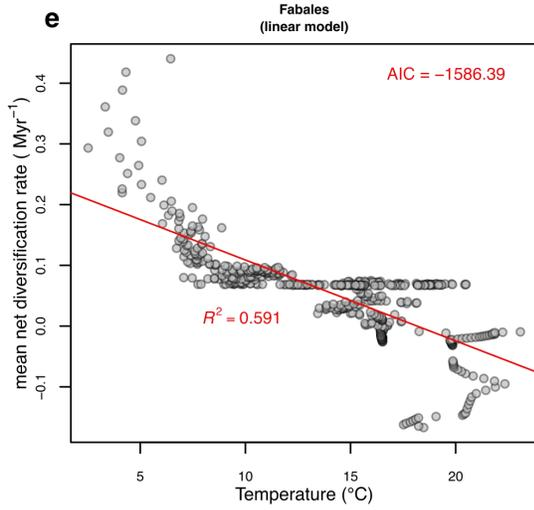 e
Fabales
(linear model)
AIC = −1586.39
R² = 0.591
mean net diversification rate ( Myr⁻¹)
0.4
0.3
0.2
0.1
0.0
−0.1
5 10 15 20
Temperature (°C)